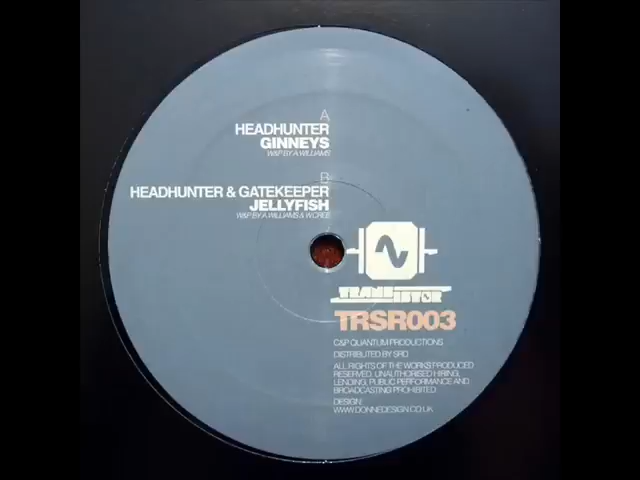 A
HEADHUNTER
GINNEYS
W&P BY A WILLIAMS
B
HEADHUNTER & GATEKEEPER
JELLYFISH
W&P BY A WILLIAMS & W CREE
TRANSISTOR
TRSR003
C&P QUANTUM PRODUCTIONS
DISTRIBUTED BY SRD
ALL RIGHTS OF THE WORKS PRODUCED
RESERVED. UNAUTHORISED HIRING,
LENDING, PUBLIC PERFORMANCE AND
BROADCASTING PROHIBITED
DESIGN:
WWW.DONNEDESIGN.CO.UK